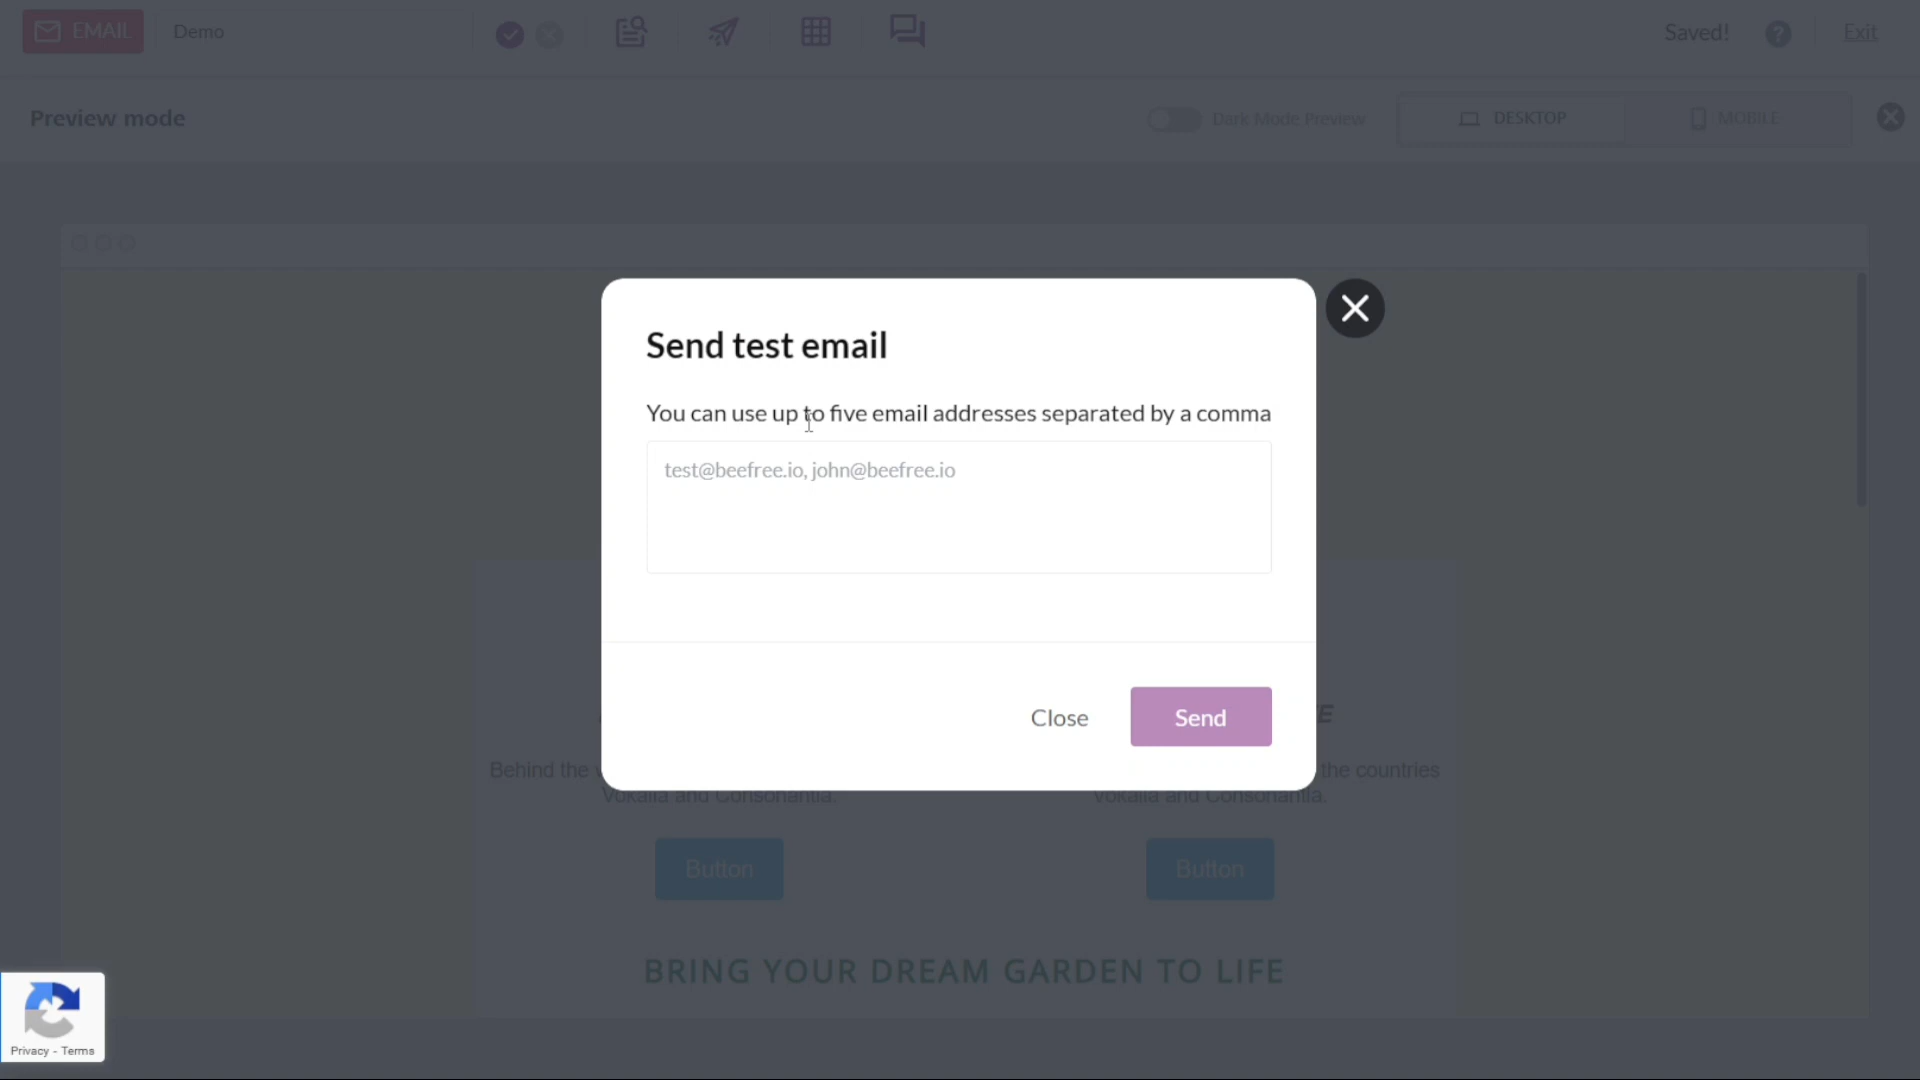 EMAIL
Demo
Saved!
?
Exit
Preview mode
Dark Mode Preview
DESKTOP
MOBILE
Send test email
You can use up to five email addresses separated by a comma
test@beefree.io, john@beefree.io
Close
Send
E
Behind the
the countries
Vokalia and Consonantia.
Vokalia and Consonantia.
Button
Button
BRING YOUR DREAM GARDEN TO LIFE
Privacy - Terms